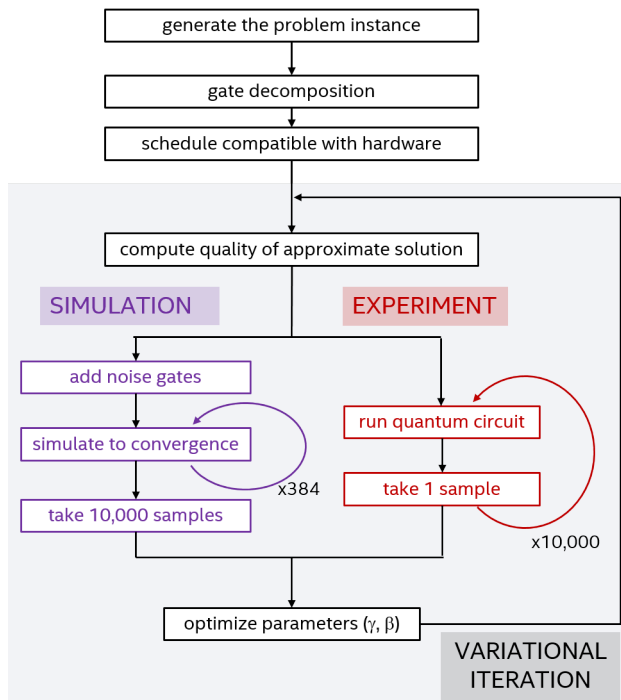 generate the problem instance
gate decomposition
schedule compatible with hardware
compute quality of approximate solution
SIMULATION
EXPERIMENT
add noise gates
simulate to convergence
x384
take 10,000 samples
run quantum circuit
take 1 sample
x10,000
optimize parameters (γ, β)
VARIATIONAL
ITERATION